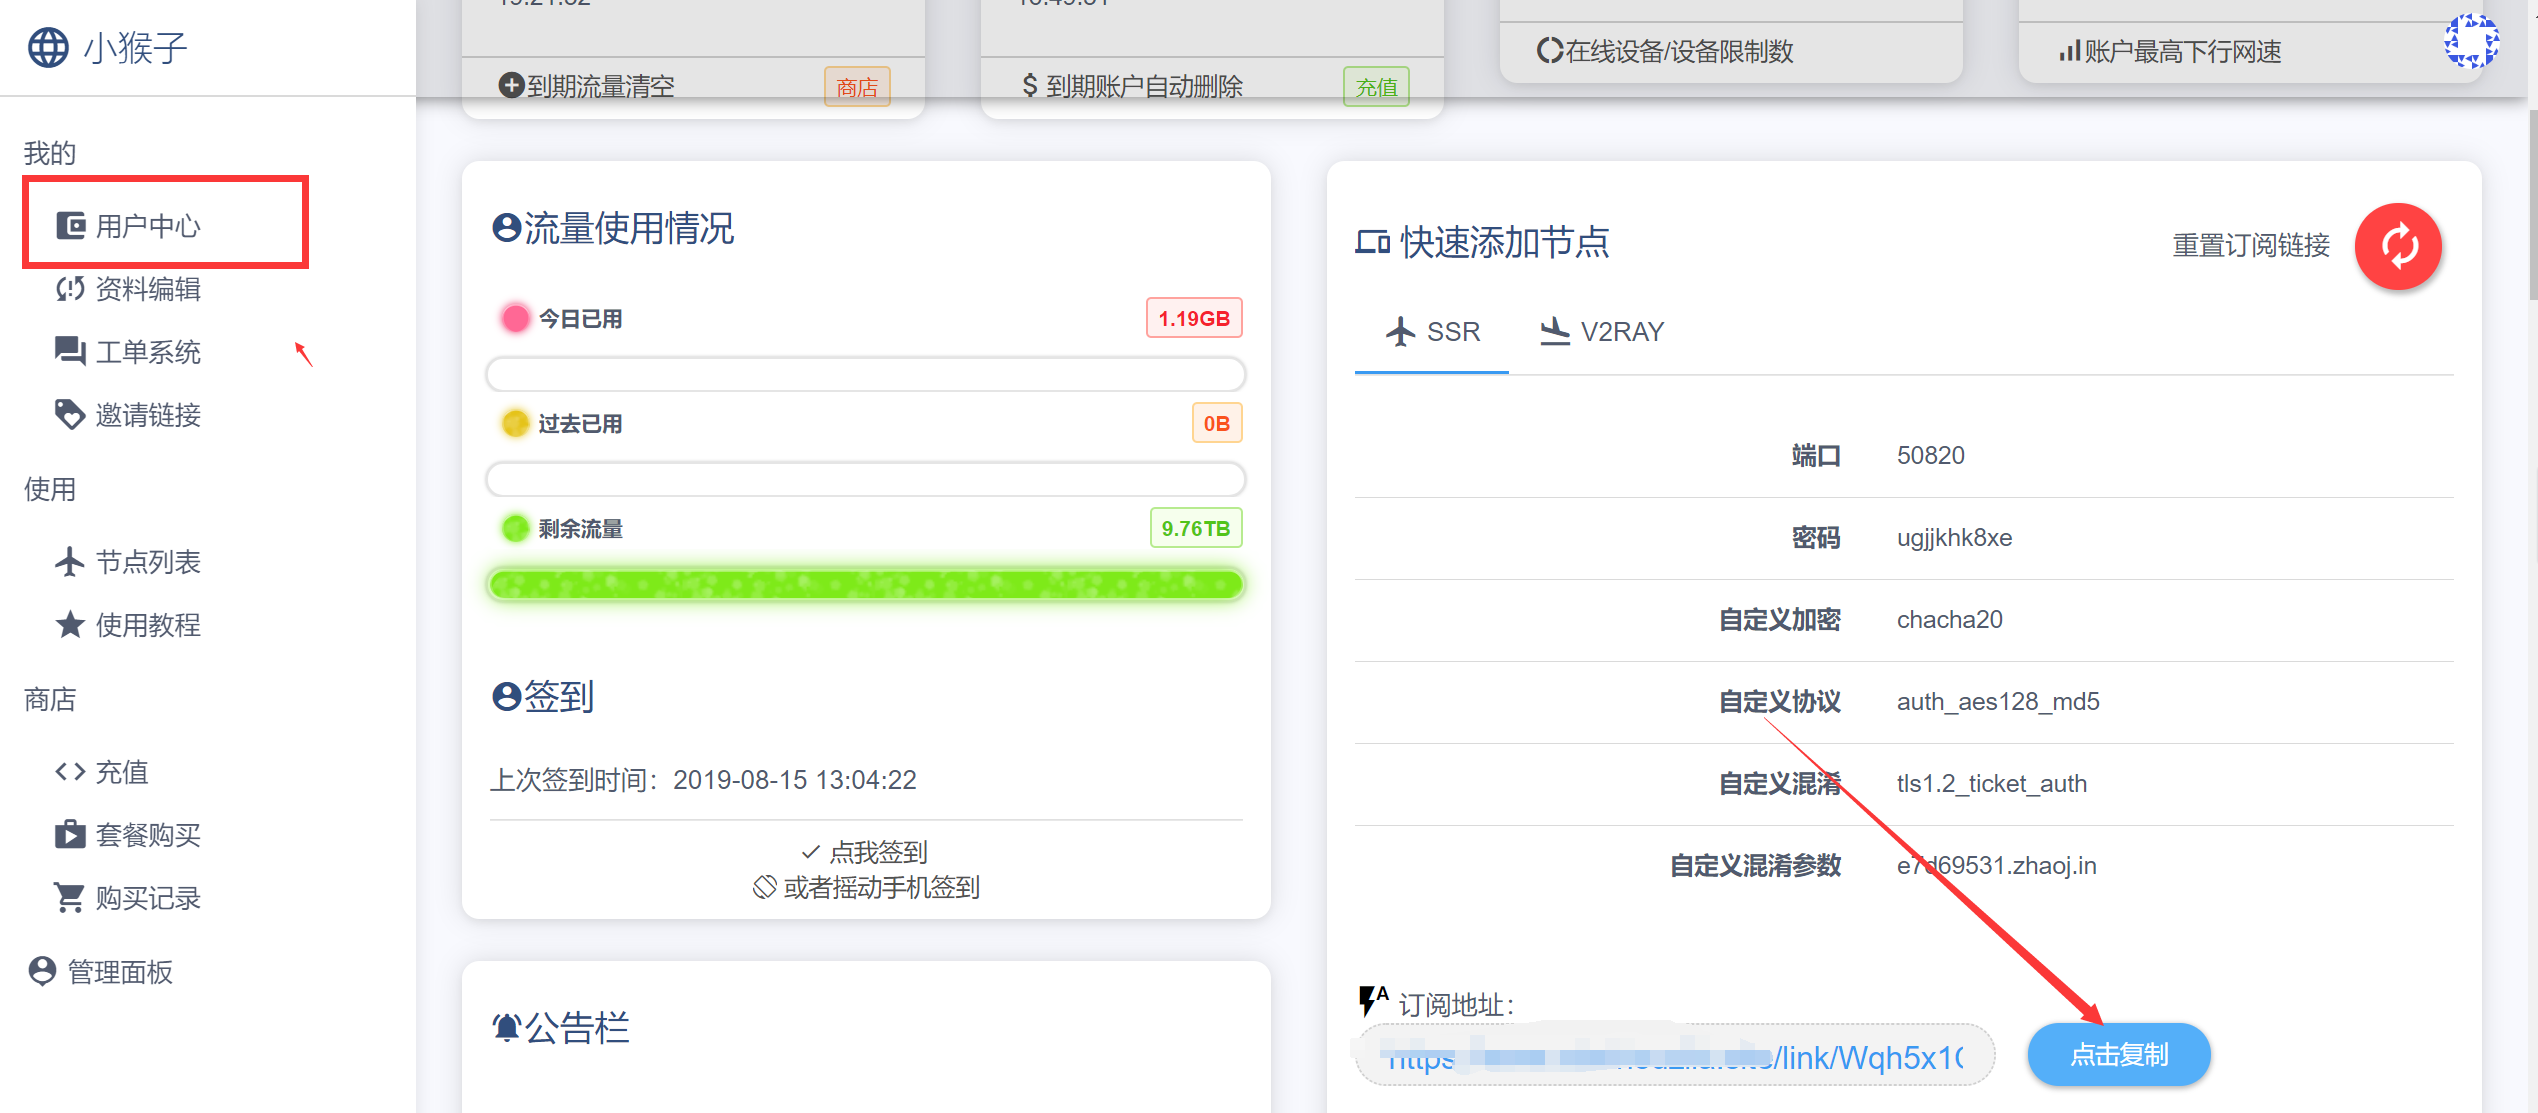 小猴子
我的
用户中心
资料编辑
工单系统
邀请链接
使用
节点列表
使用教程
商店
充值
套餐购买
购买记录
管理面板
到期流量清空
商店
到期账户自动删除
充值
在线设备/设备限制数
账户最高下行网速
流量使用情况
今日已用
1.19GB
过去已用
0B
剩余流量
9.76TB
签到
上次签到时间：2019-08-15 13:04:22
点我签到
或者摇动手机签到
公告栏
快速添加节点
重置订阅链接
SSR
V2RAY
端口 50820
密码 ugjjkhk8xe
自定义加密 chacha20
自定义协议 auth_aes128_md5
自定义混淆 tls1.2_ticket_auth
自定义混淆参数 e7d69531.zhaoj.in
订阅地址：
/link/Wqh5x1
点击复制